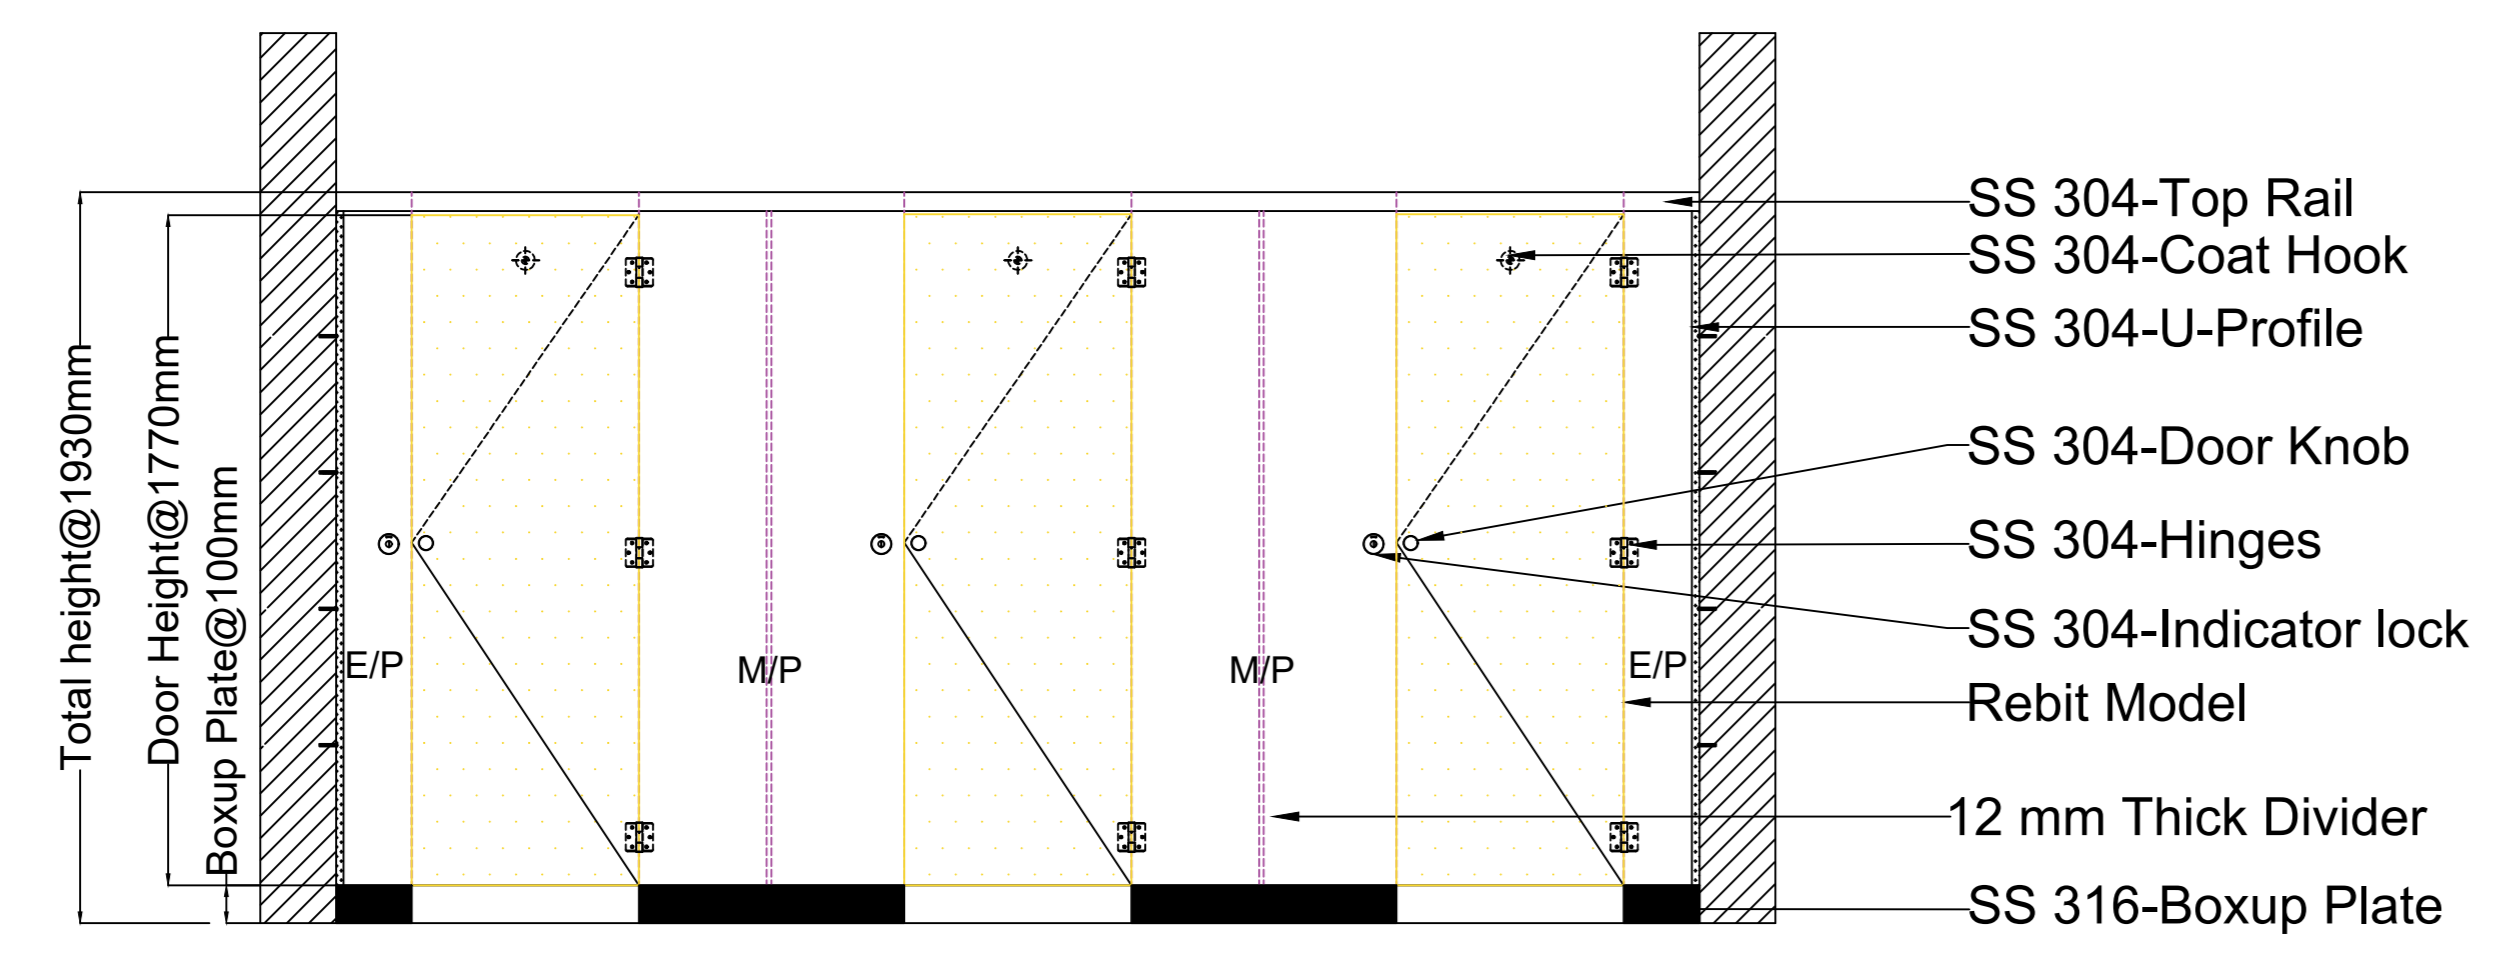 Total height@1930mm
Door Height@1770mm
Boxup Plate@100mm
E/P
M/P
M/P
E/P
SS 304-Top Rail
SS 304-Coat Hook
SS 304-U-Profile
SS 304-Door Knob
SS 304-Hinges
SS 304-Indicator lock
Rebit Model
12 mm Thick Divider
SS 316-Boxup Plate